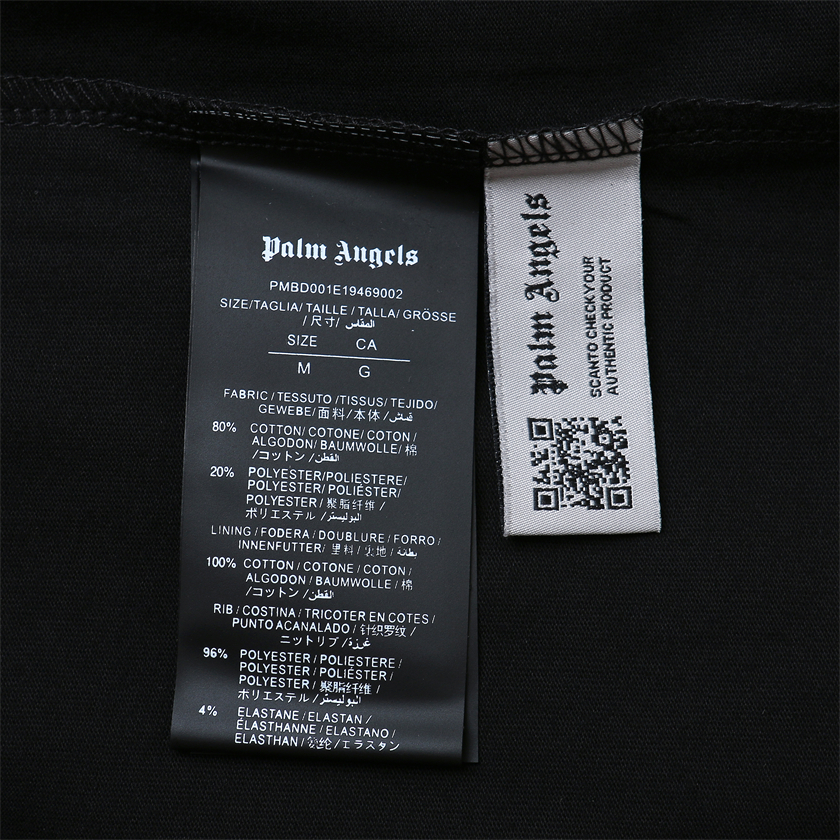 Palm Angels
PMBD001E19469002
SIZE/TAGLIA/TAILLE/TALLA/GRÖSSE
/尺寸/ المقاس
SIZE CA
M G
FABRIC/TESSUTO/TISSUS/TEJIDO/
GEWEBE/面料/本体/ قماش
80% COTTON/COTONE/COTON/
ALGODON/BAUMWOLLE/棉
/コットン/ القطن
20% POLYESTER/POLIESTERE/
POLYESTER/POLIÉSTER/
POLYESTER/聚脂纤维/
ポリエステル/ البوليستر
LINING/FODERA/DOUBLURE/FORRO/
INNENFUTTER/里料/裏地/ بطانة
100% COTTON/COTONE/COTON/
ALGODON/BAUMWOLLE/棉
/コットン/ القطن
RIB/COSTINA/TRICOTER EN COTES/
PUNTO ACANALADO/针织罗纹/
ニットリブ/ غرزة
96% POLYESTER/POLIESTERE/
POLYESTER/POLIÉSTER/
POLYESTER/聚脂纤维/
ポリエステル/ البوليستر
4% ELASTANE/ELASTAN/
ÉLASTHANNE/ELASTANO/
ELASTHAN/氨纶/エラスタン
Palm Angels
SCANTO CHECKYOUR
AUTHENTIC PRODUCT